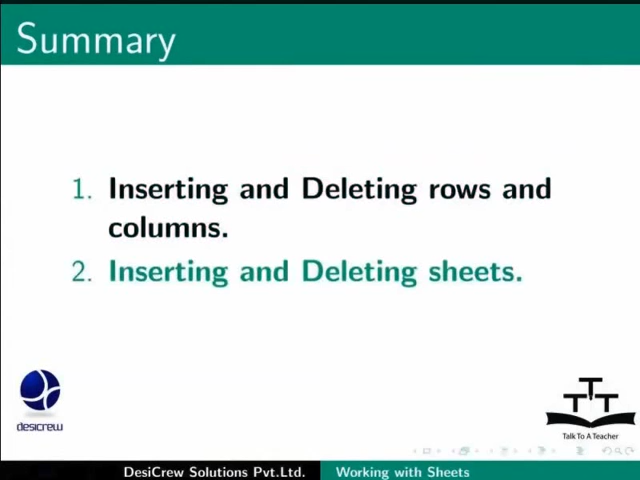 Summary
1. Inserting and Deleting rows and
columns.
2. Inserting and Deleting sheets.
desicrew
TTT
Talk To A Teacher
DesiCrew Solutions Pvt.Ltd. Working with Sheets